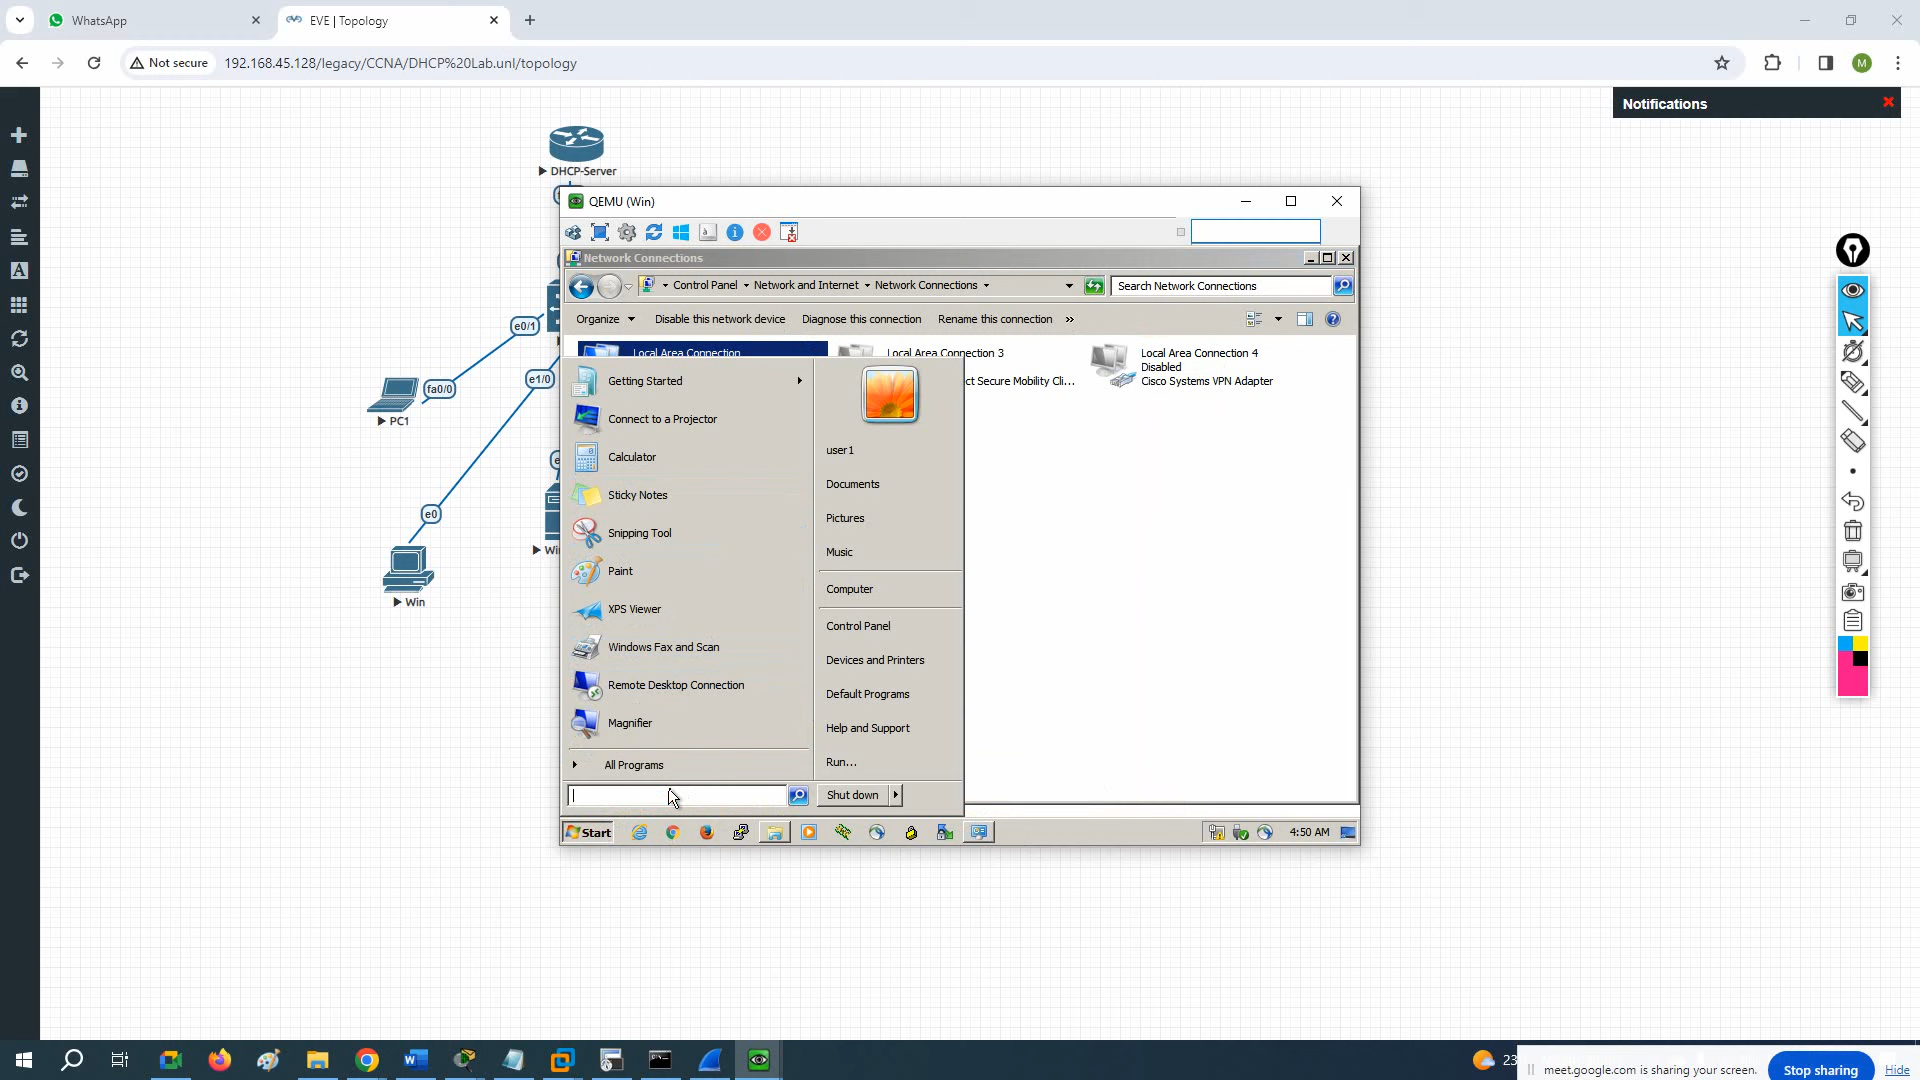 WhatsApp
EVE | Topology
Not secure
192.168.45.128/legacy/CCNA/DHCP%20Lab.unl/topology
M
Notifications
DHCP-Server
e0/1
fa0/0
e1/0
PC1
e0
Win
QEMU (Win)
Network Connections
Control Panel
Network and Internet
Network Connections
Search Network Connections
Organize
Disable this network device
Diagnose this connection
Rename this connection
»
Local Area Connection
Local Area Connection 3
ct Secure Mobility Cli...
Local Area Connection 4
Disabled
Cisco Systems VPN Adapter
Getting Started
Connect to a Projector
Calculator
Sticky Notes
Snipping Tool
Paint
XPS Viewer
Windows Fax and Scan
Remote Desktop Connection
Magnifier
All Programs
user1
Documents
Pictures
Music
Computer
Control Panel
Devices and Printers
Default Programs
Help and Support
Run...
Shut down
Start
4:50 AM
23
meet.google.com is sharing your screen.
Stop sharing
Hide